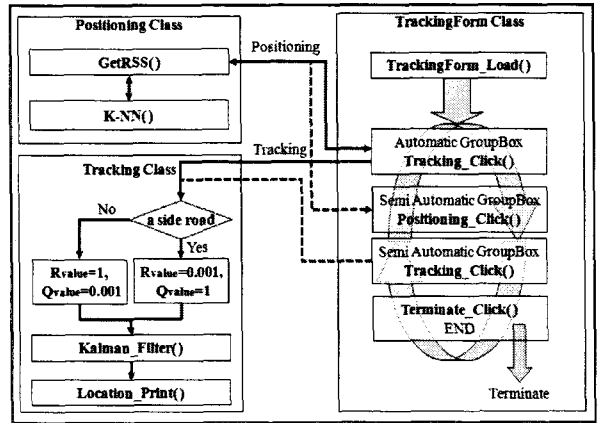 Positioning Class
GetRSS()
K-NN()
Positioning
Tracking
Tracking Class
a side road
No
Yes
Rvalue=1,
Qvalue=0.001
Rvalue=0.001,
Qvalue=1
Kalman_Filter()
Location_Print()
TrackingForm Class
TrackingForm_Load()
Automatic GroupBox
Tracking_Click()
Semi Automatic GroupBox
Positioning_Click()
Semi Automatic GroupBox
Tracking_Click()
Terminate_Click()
END
Terminate